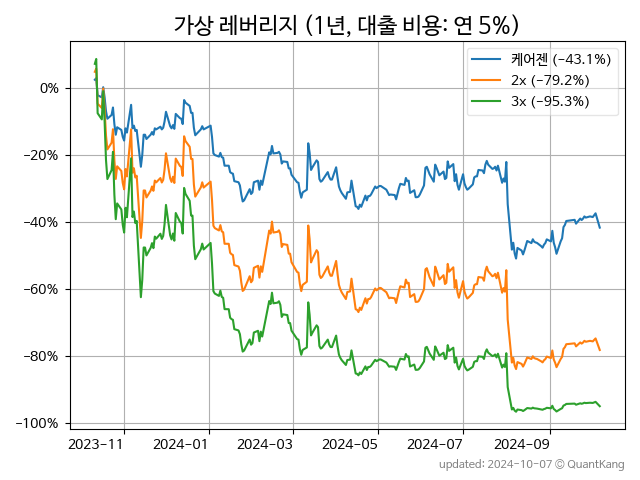 가상 레버리지 (1년, 대출 비용: 연 5%)
케어젠 (−43.1%)
2x (−79.2%)
3x (−95.3%)
0%
−20%
−40%
−60%
−80%
−100%
2023-11 2024-01 2024-03 2024-05 2024-07 2024-09
updated: 2024-10-07 © QuantKang